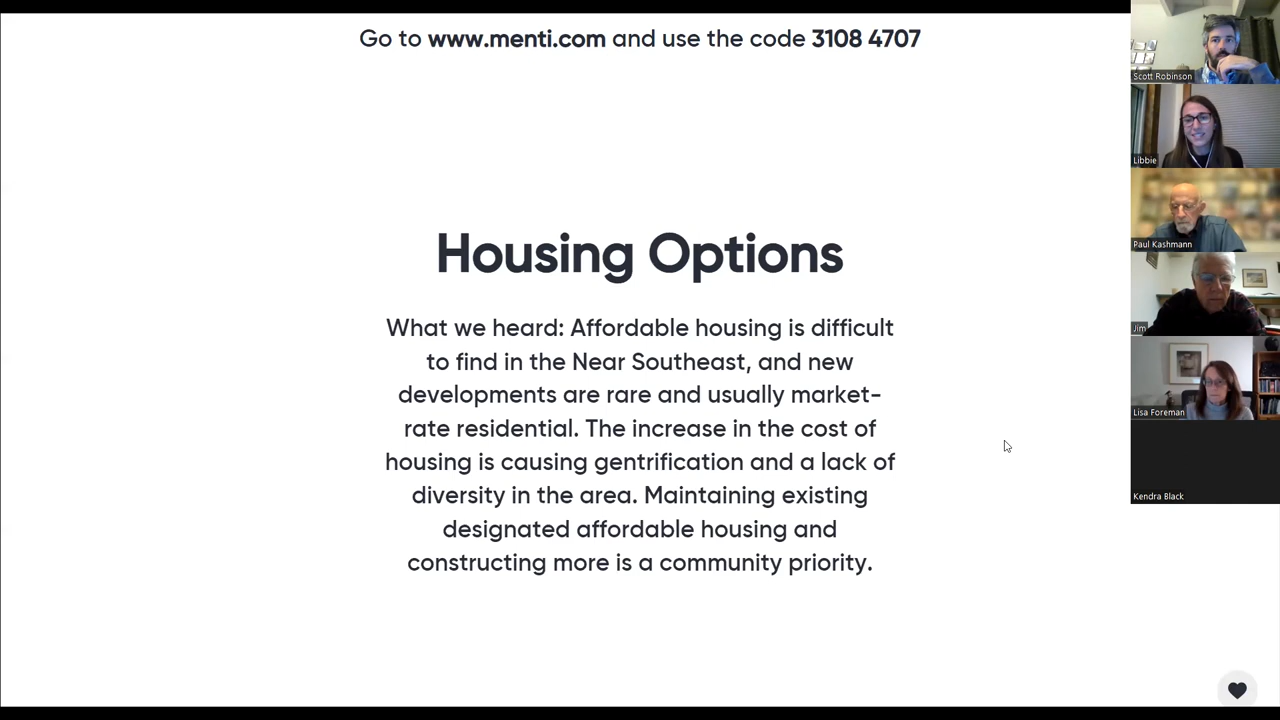 Go to www.menti.com and use the code 3108 4707
Housing Options
What we heard: Affordable housing is difficult
to find in the Near Southeast, and new
developments are rare and usually market-
rate residential. The increase in the cost of
housing is causing gentrification and a lack of
diversity in the area. Maintaining existing
designated affordable housing and
constructing more is a community priority.
Scott Robinson
Libbie
Paul Kashmann
Jim
Lisa Foreman
Kendra Black